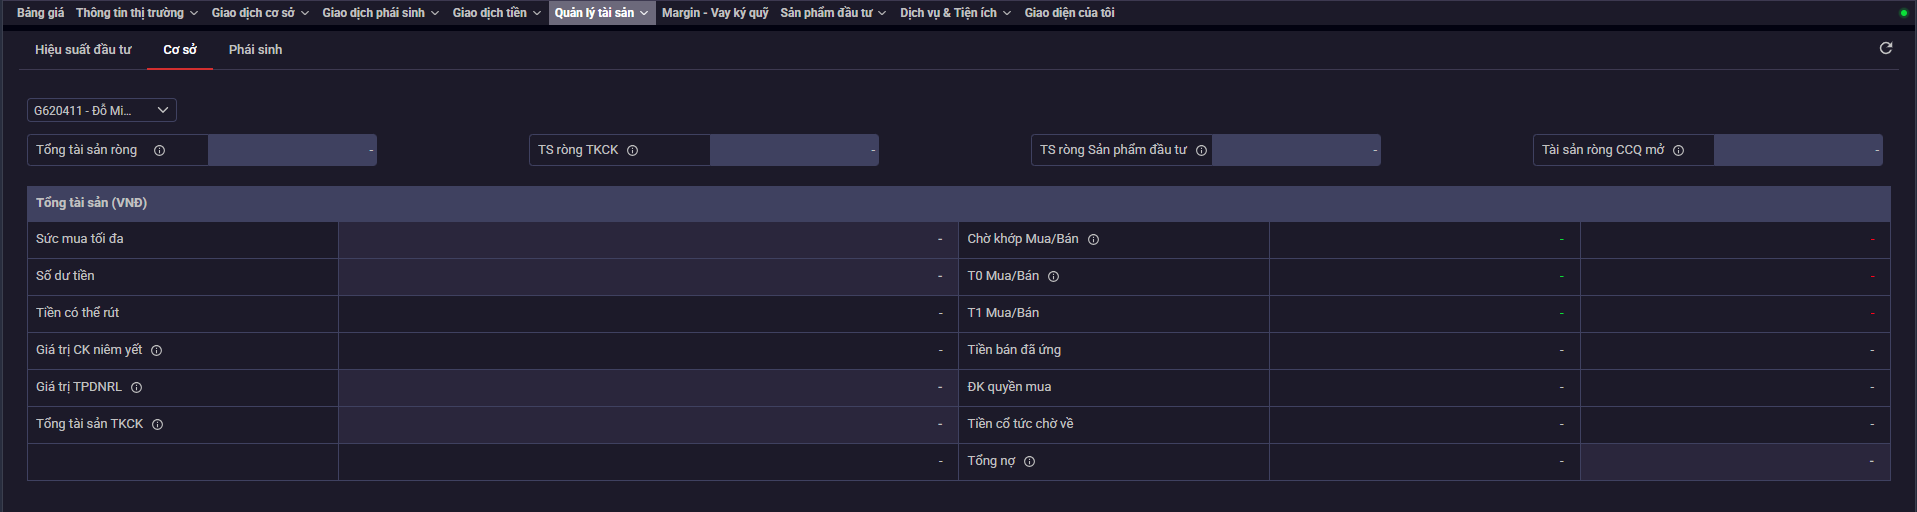 Bảng giá Thông tin thị trường Giao dịch cơ sở Giao dịch phái sinh Giao dịch tiền Quản lý tài sản Margin - Vay ký quỹ Sản phẩm đầu tư Dịch vụ & Tiện ích Giao diện của tôi
Hiệu suất đầu tư Cơ sở Phái sinh
G620411 - Đỗ Mi...
Tổng tài sản ròng - TS ròng TKCK - TS ròng Sản phẩm đầu tư - Tài sản ròng CCQ mở -
Tổng tài sản (VNĐ)
Sức mua tối đa - Chờ khớp Mua/Bán - -
Số dư tiền - T0 Mua/Bán - -
Tiền có thể rút - T1 Mua/Bán - -
Giá trị CK niêm yết - Tiền bán đã ứng - -
Giá trị TPDNRL - ĐK quyền mua - -
Tổng tài sản TKCK - Tiền cổ tức chờ về - -
- Tổng nợ - -